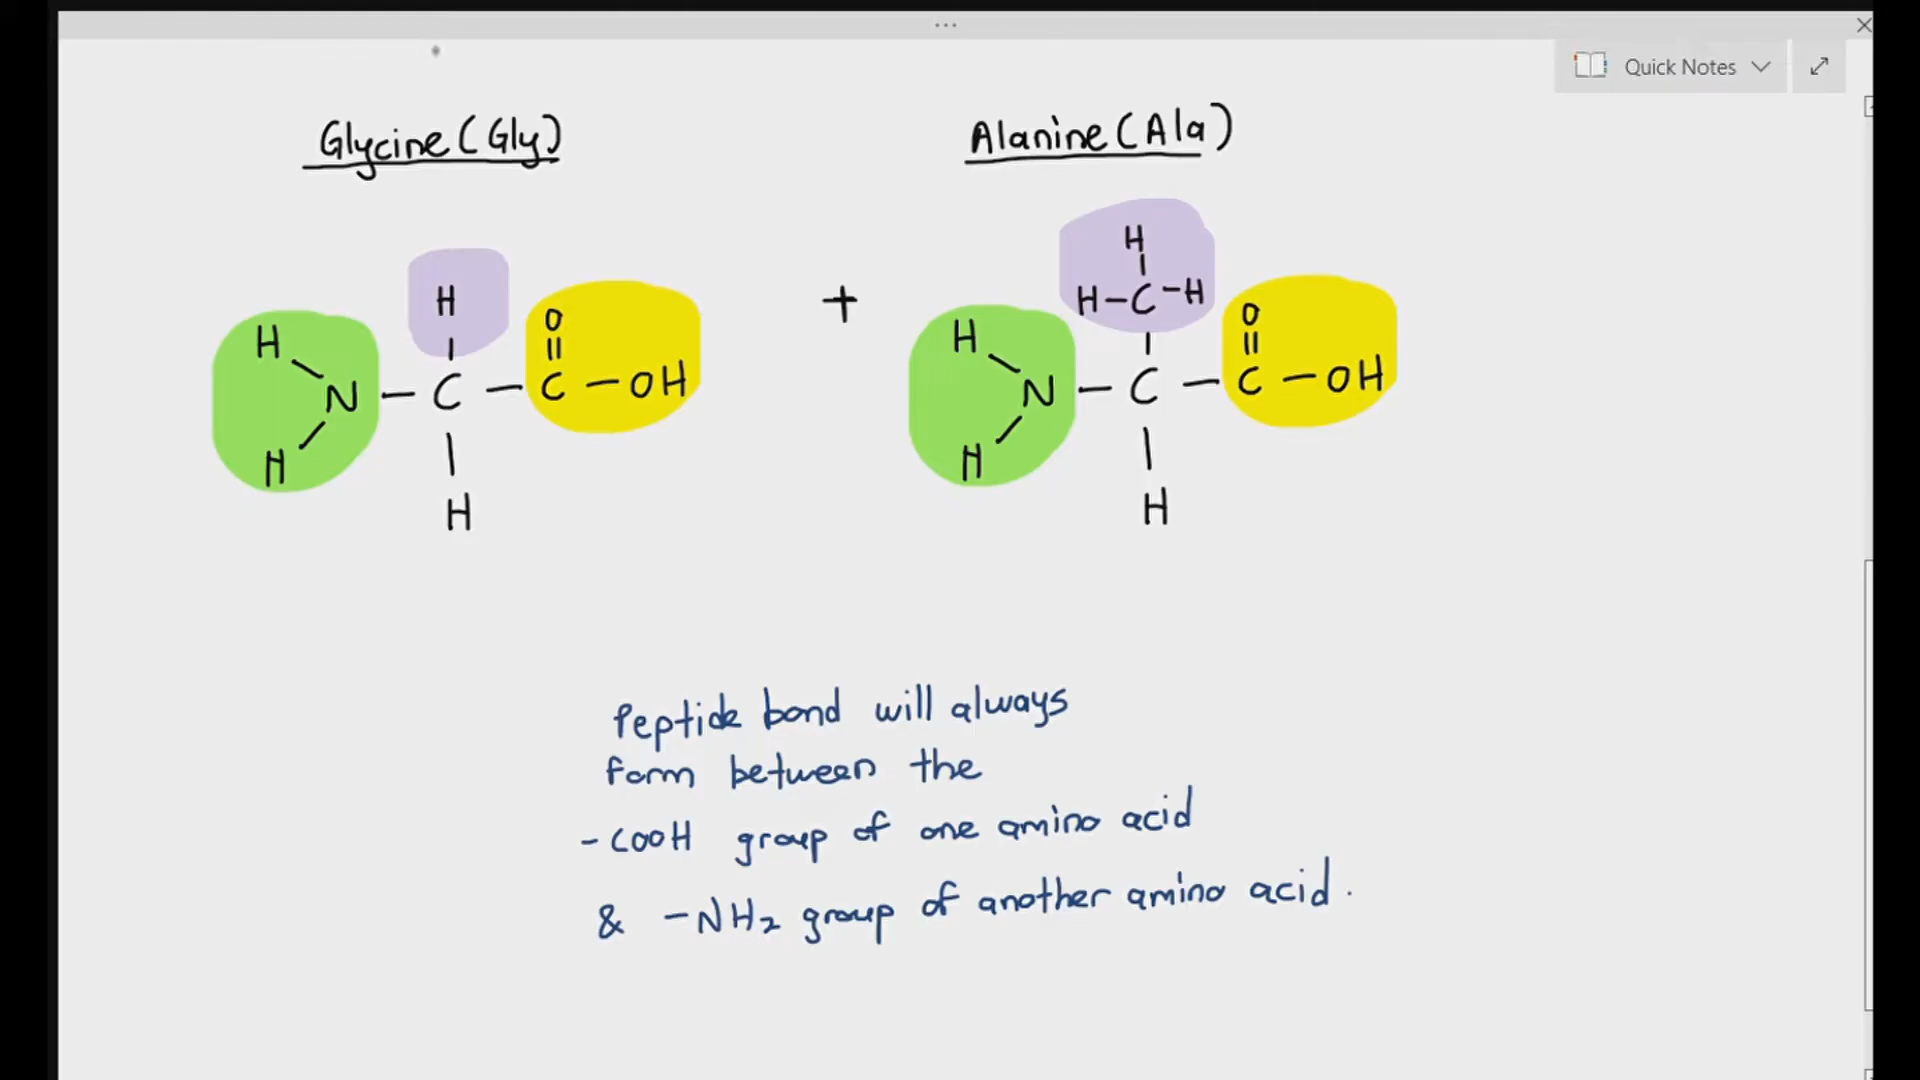 Quick Notes
Glycine (Gly)
Alanine (Ala)
H
H
H-C-H
H
O
H
O
N-C-C-OH
+
N-C-C-OH
H
H
H
H
Peptide bond will always
form between the
-COOH group of one amino acid
& -NH2 group of another amino acid.